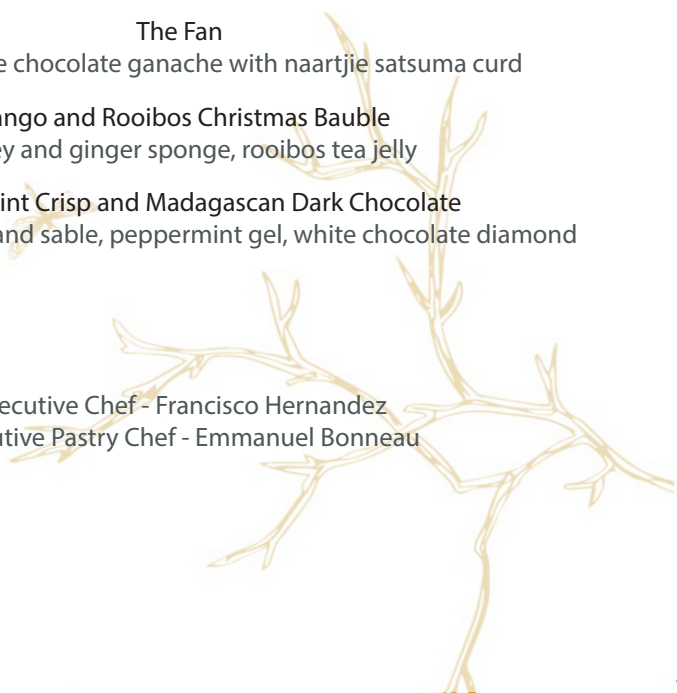 The Fan
e chocolate ganache with naartjie satsuma curd
ango and Rooibos Christmas Bauble
ey and ginger sponge, rooibos tea jelly
int Crisp and Madagascan Dark Chocolate
and sable, peppermint gel, white chocolate diamond
ecutive Chef - Francisco Hernandez
utive Pastry Chef - Emmanuel Bonneau